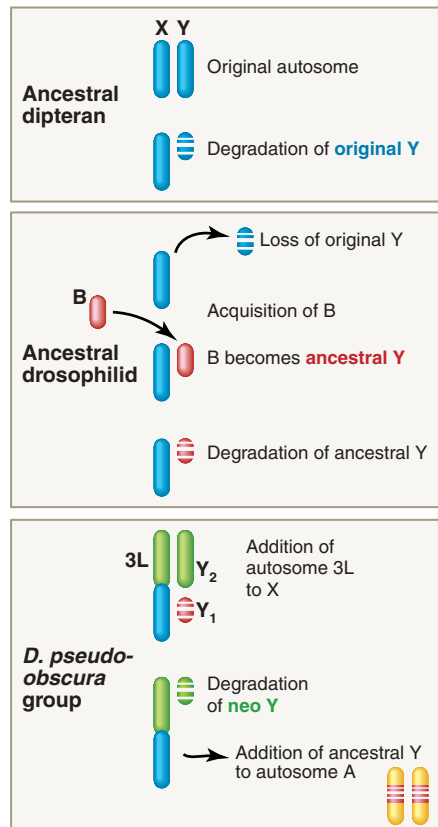 X Y
Original autosome
Ancestral
dipteran
Degradation of original Y
Loss of original Y
B
Acquisition of B
Ancestral
drosophilid
B becomes ancestral Y
Degradation of ancestral Y
3L
Y2
Addition of
autosome 3L
to X
Y1
D. pseudo-
obscura
group
Degradation
of neo Y
Addition of ancestral Y
to autosome A